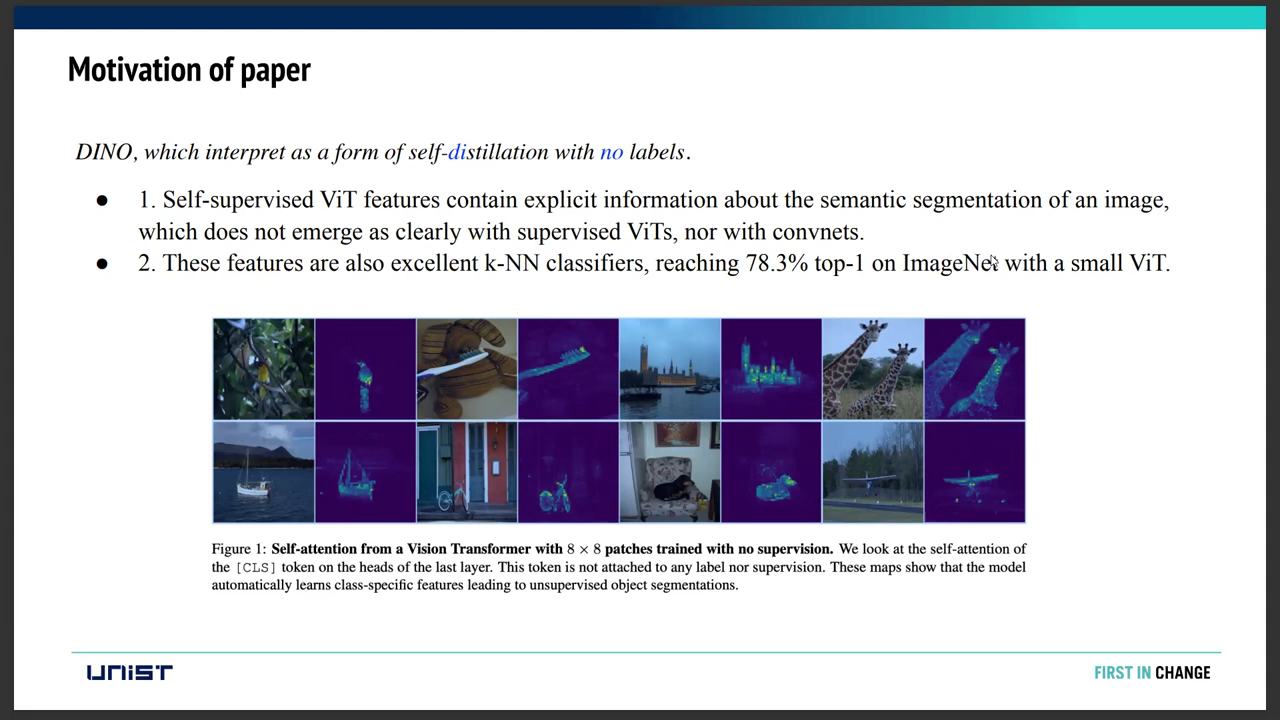 Motivation of paper
DINO, which interpret as a form of self-distillation with no labels.
● 1. Self-supervised ViT features contain explicit information about the semantic segmentation of an image,
which does not emerge as clearly with supervised ViTs, nor with convnets.
● 2. These features are also excellent k-NN classifiers, reaching 78.3% top-1 on ImageNet with a small ViT.
Figure 1: Self-attention from a Vision Transformer with 8 × 8 patches trained with no supervision. We look at the self-attention of
the [CLS] token on the heads of the last layer. This token is not attached to any label nor supervision. These maps show that the model
automatically learns class-specific features leading to unsupervised object segmentations.
UNIST
FIRST IN CHANGE